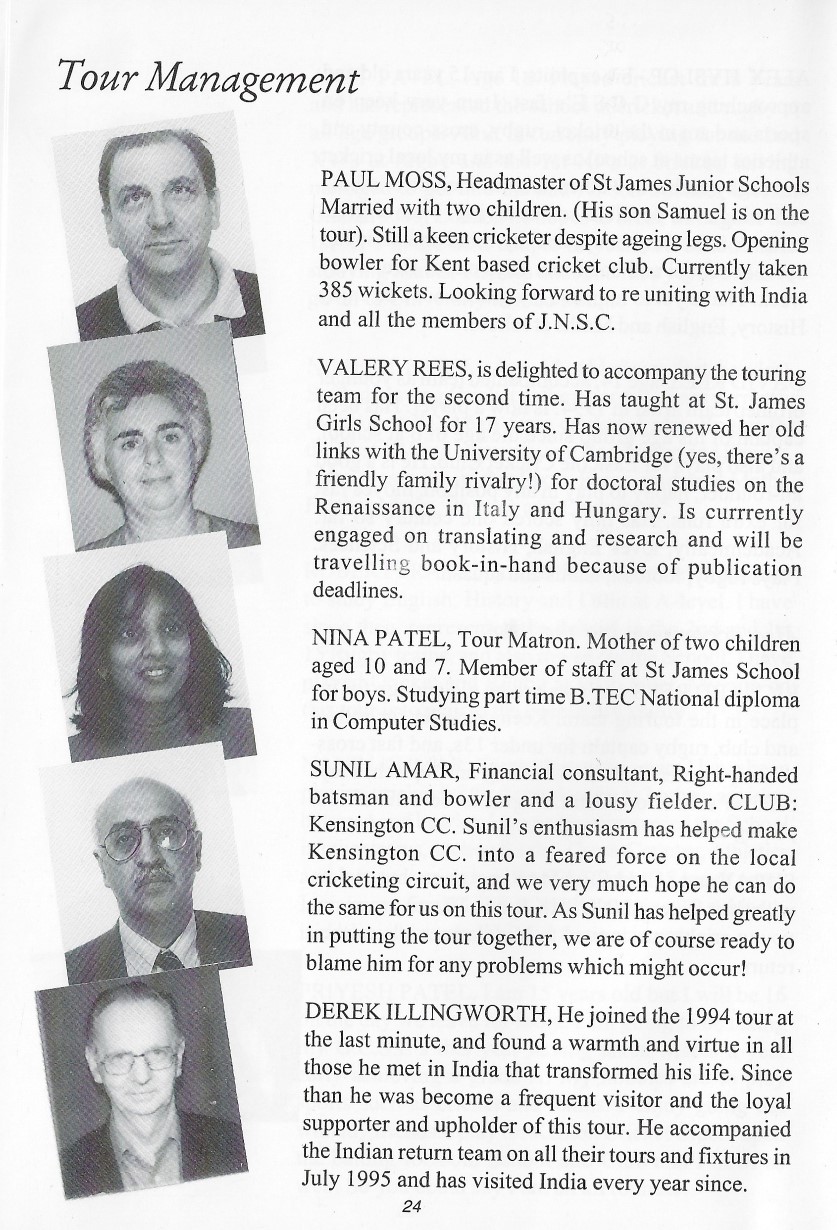 Tour Management
PAUL MOSS, Headmaster of St James Junior Schools
Married with two children. (His son Samuel is on the
tour). Still a keen cricketer despite ageing legs. Opening
bowler for Kent based cricket club. Currently taken
385 wickets. Looking forward to re uniting with India
and all the members of J.N.S.C.
VALERY REES, is delighted to accompany the touring
team for the second time. Has taught at St. James
Girls School for 17 years. Has now renewed her old
links with the University of Cambridge (yes, there's a
friendly family rivalry!) for doctoral studies on the
Renaissance in Italy and Hungary. Is currrently
engaged on translating and research and will be
travelling book-in-hand because of publication
deadlines.
NINA PATEL, Tour Matron. Mother of two children
aged 10 and 7. Member of staff at St James School
for boys. Studying part time B.TEC National diploma
in Computer Studies.
SUNIL AMAR, Financial consultant, Right-handed
batsman and bowler and a lousy fielder. CLUB:
Kensington CC. Sunil's enthusiasm has helped make
Kensington CC. into a feared force on the local
cricketing circuit, and we very much hope he can do
the same for us on this tour. As Sunil has helped greatly
in putting the tour together, we are of course ready to
blame him for any problems which might occur!
DEREK ILLINGWORTH, He joined the 1994 tour at
the last minute, and found a warmth and virtue in all
those he met in India that transformed his life. Since
than he was become a frequent visitor and the loyal
supporter and upholder of this tour. He accompanied
the Indian return team on all their tours and fixtures in
July 1995 and has visited India every year since.
24